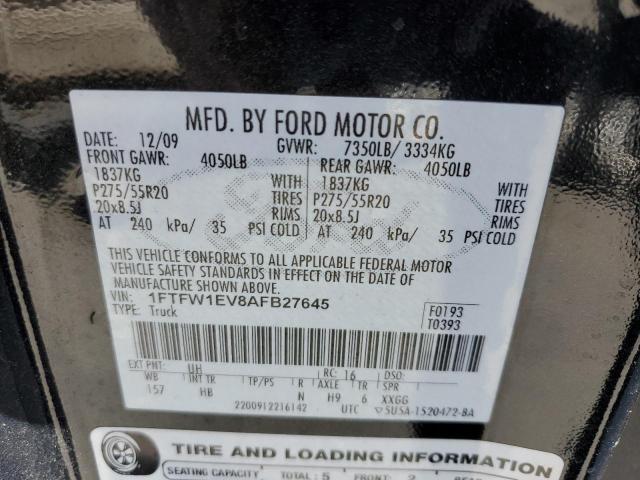 MFD. BY FORD MOTOR CO.
DATE: 12/09 GVWR: 7350LB/ 3334KG
FRONT GAWR: 4050LB REAR GAWR: 4050LB
1837KG WITH 1837KG WITH
P275/55R20 TIRES P275/55R20 TIRES
20x8.5J RIMS 20x8.5J RIMS
AT 240 kPa/ 35 PSI COLD AT 240 kPa/ 35 PSI COLD
THIS VEHICLE CONFORMS TO ALL APPLICABLE FEDERAL MOTOR
VEHICLE SAFETY STANDARDS IN EFFECT ON THE DATE OF
MANUFACTURE SHOWN ABOVE.
VIN: 1FTFW1EV8AFB27645 F0193
TYPE: Truck T0393
EXT PNT: UH RC: 16 DSO:
WB INT TR TP/PS R AXLE TR SPR
157 HB N H9 6 XXGG
2200912216142 UTC 5U5A-1520472-BA
TIRE AND LOADING INFORMATION
SEATING CAPACITY TOTAL: 5 FRONT: 2